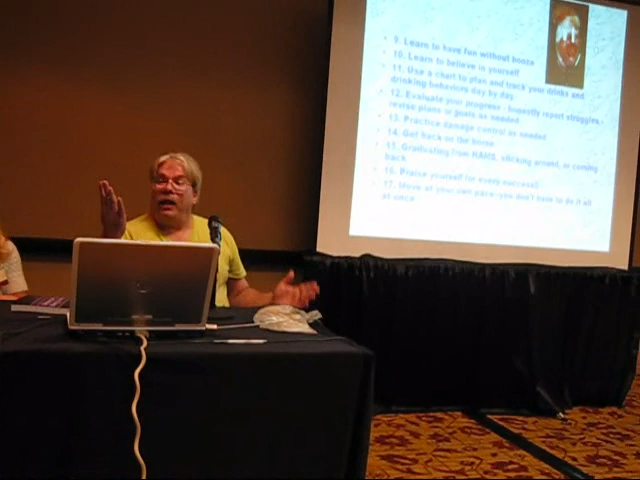 9. Learn to have fun without booze
10. Learn to believe in yourself
11. Use a chart to plan and track your drinks and
drinking behaviors day by day
12. Evaluate your progress - honestly report struggles -
revise plans or goals as needed
13. Practice damage control as needed
14. Get back on the horse
15. Graduating from HAMS, sticking around, or coming
back
16. Praise yourself for every success!!
17. Move at your own pace--you don't have to do it all
at once